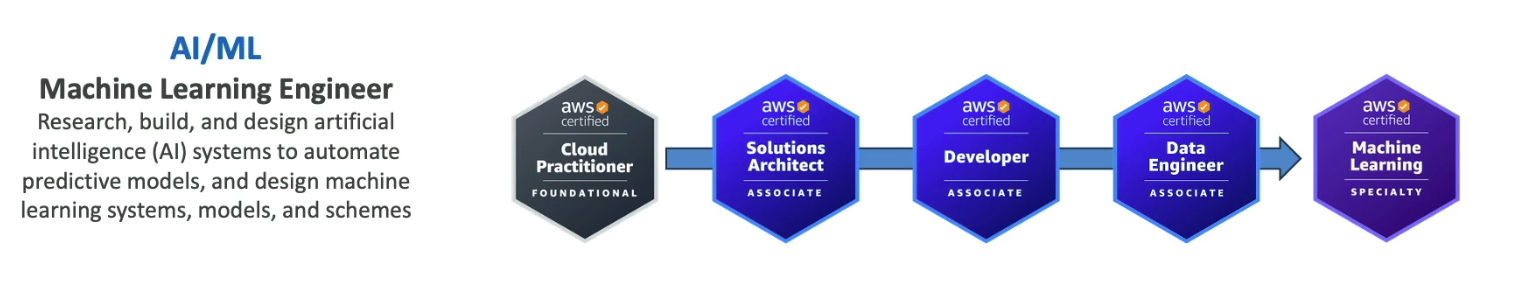 AI/ML
Machine Learning Engineer
Research, build, and design artificial
intelligence (AI) systems to automate
predictive models, and design machine
learning systems, models, and schemes
aws
certified
Cloud
Practitioner
FOUNDATIONAL
aws
certified
Solutions
Architect
ASSOCIATE
aws
certified
Developer
ASSOCIATE
aws
certified
Data
Engineer
ASSOCIATE
aws
certified
Machine
Learning
SPECIALTY